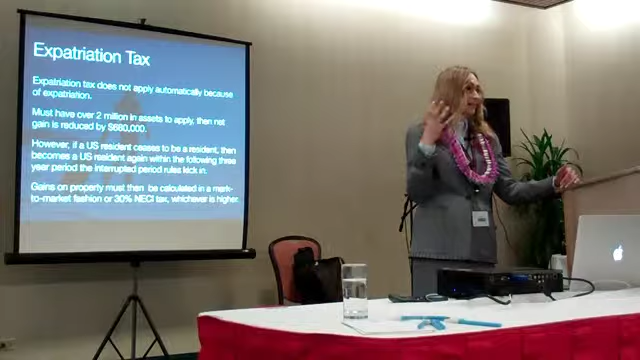 Expatriation Tax
Expatriation tax does not apply automatically because
of expatriation.
Must have over 2 million in assets to apply, then net
gain is reduced by $660,000.
However, if a US resident ceases to be a resident, then
becomes a US resident again within the following three
year period the interrupted period rules kick in.
Gains on property must then be calculated in a mark-
to-market fashion or 30% NECI tax, whichever is higher.